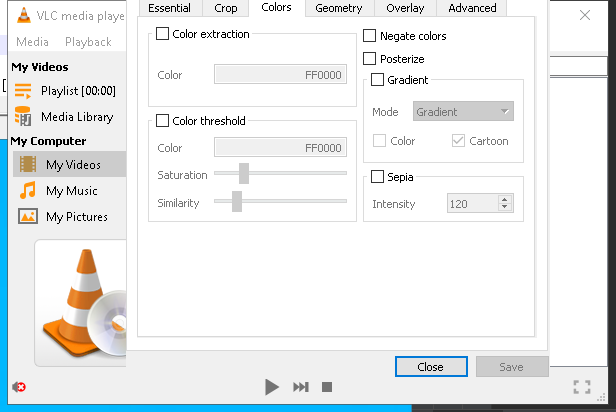 VLC media playe
Media Playback
My Videos
Playlist [00:00]
Media Library
My Computer
My Videos
My Music
My Pictures
Essential Crop Colors Geometry Overlay Advanced
Color extraction
Color FF0000
Color threshold
Color FF0000
Saturation
Similarity
Negate colors
Posterize
Gradient
Mode Gradient
Color Cartoon
Sepia
Intensity 120
Close Save